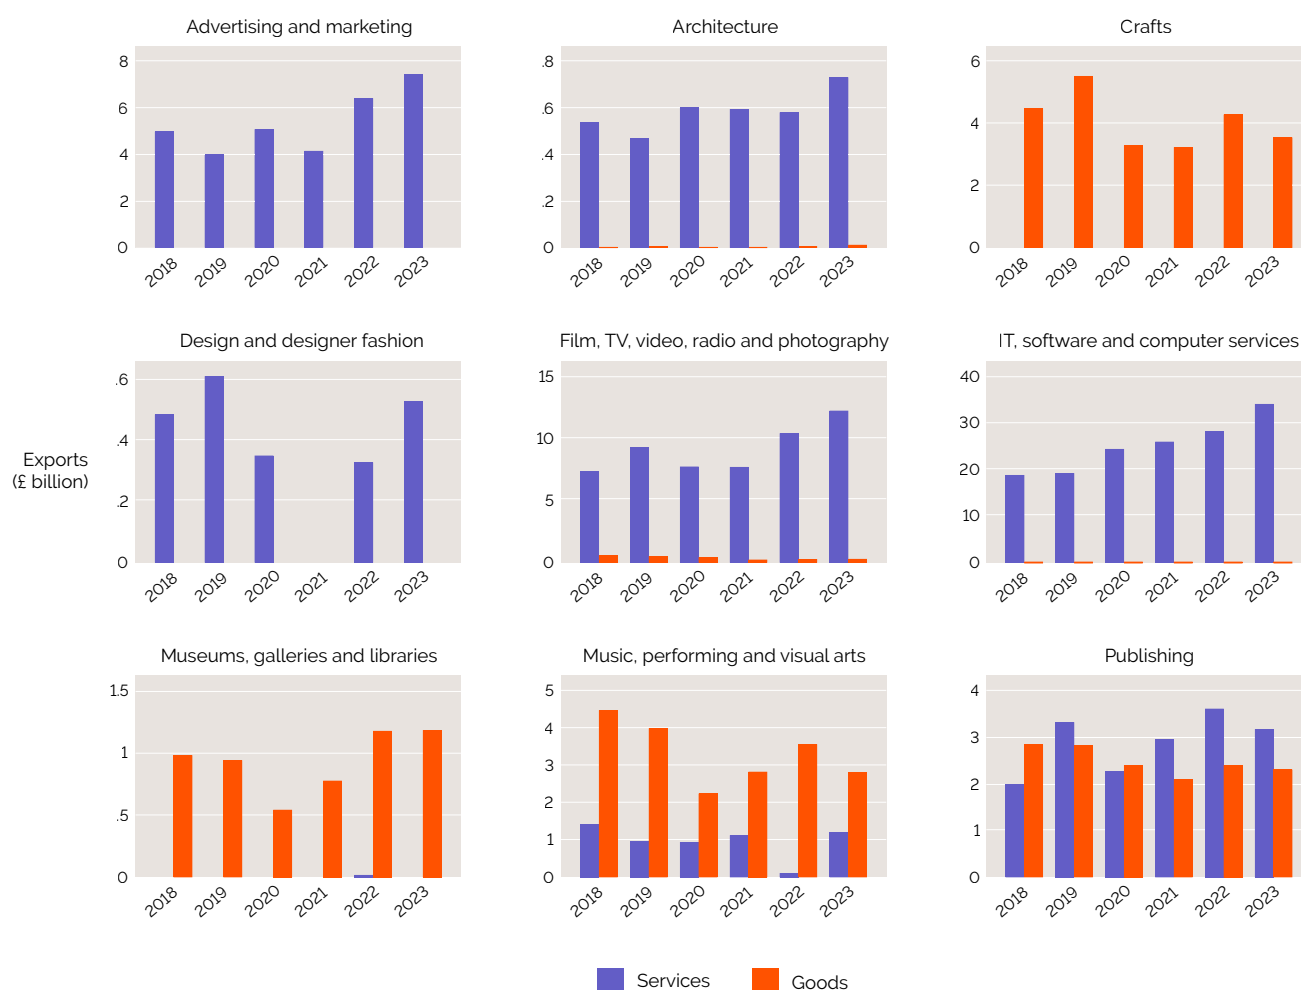 Advertising and marketing
8
6
4
2
0
2018 2019 2020 2021 2022 2023
Architecture
.8
.6
.4
.2
0
2018 2019 2020 2021 2022 2023
Crafts
6
4
2
0
2018 2019 2020 2021 2022 2023
Exports
(£ billion)
Design and designer fashion
.6
.4
.2
0
2018 2019 2020 2021 2022 2023
Film, TV, video, radio and photography
15
10
5
0
2018 2019 2020 2021 2022 2023
IT, software and computer services
40
30
20
10
0
2018 2019 2020 2021 2022 2023
Museums, galleries and libraries
1.5
1
.5
0
2018 2019 2020 2021 2022 2023
Music, performing and visual arts
5
4
3
2
1
0
2018 2019 2020 2021 2022 2023
Publishing
4
3
2
1
0
2018 2019 2020 2021 2022 2023
Services Goods